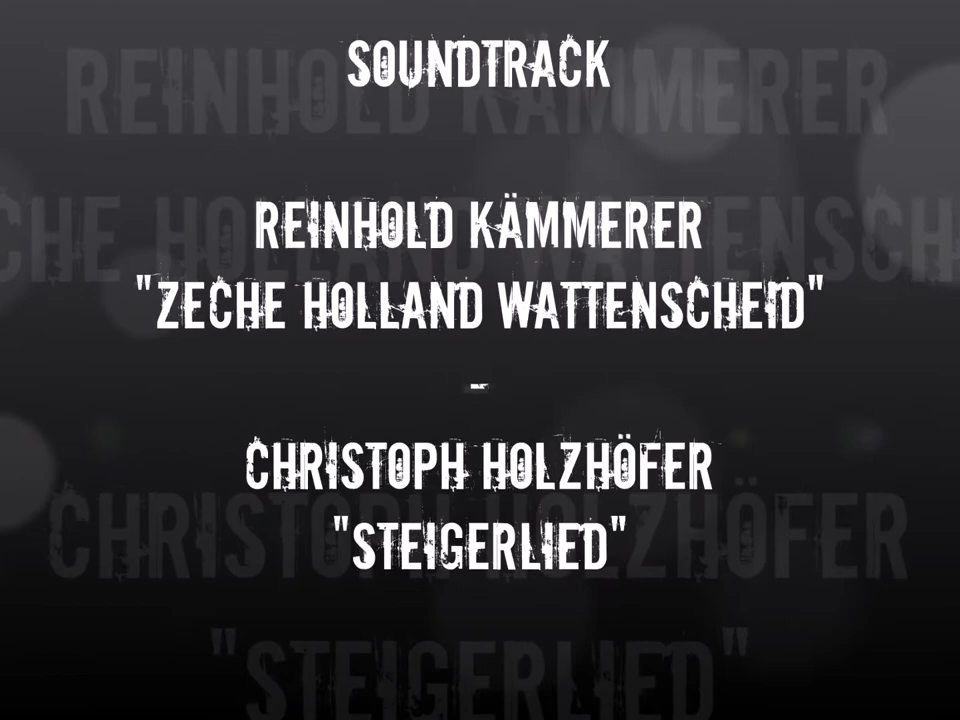 SOUNDTRACK
REINHOLD KÄMMERER
"ZECHE HOLLAND WATTENSCHEID"
-
CHRISTOPH HOLZHÖFER
"STEIGERLIED"